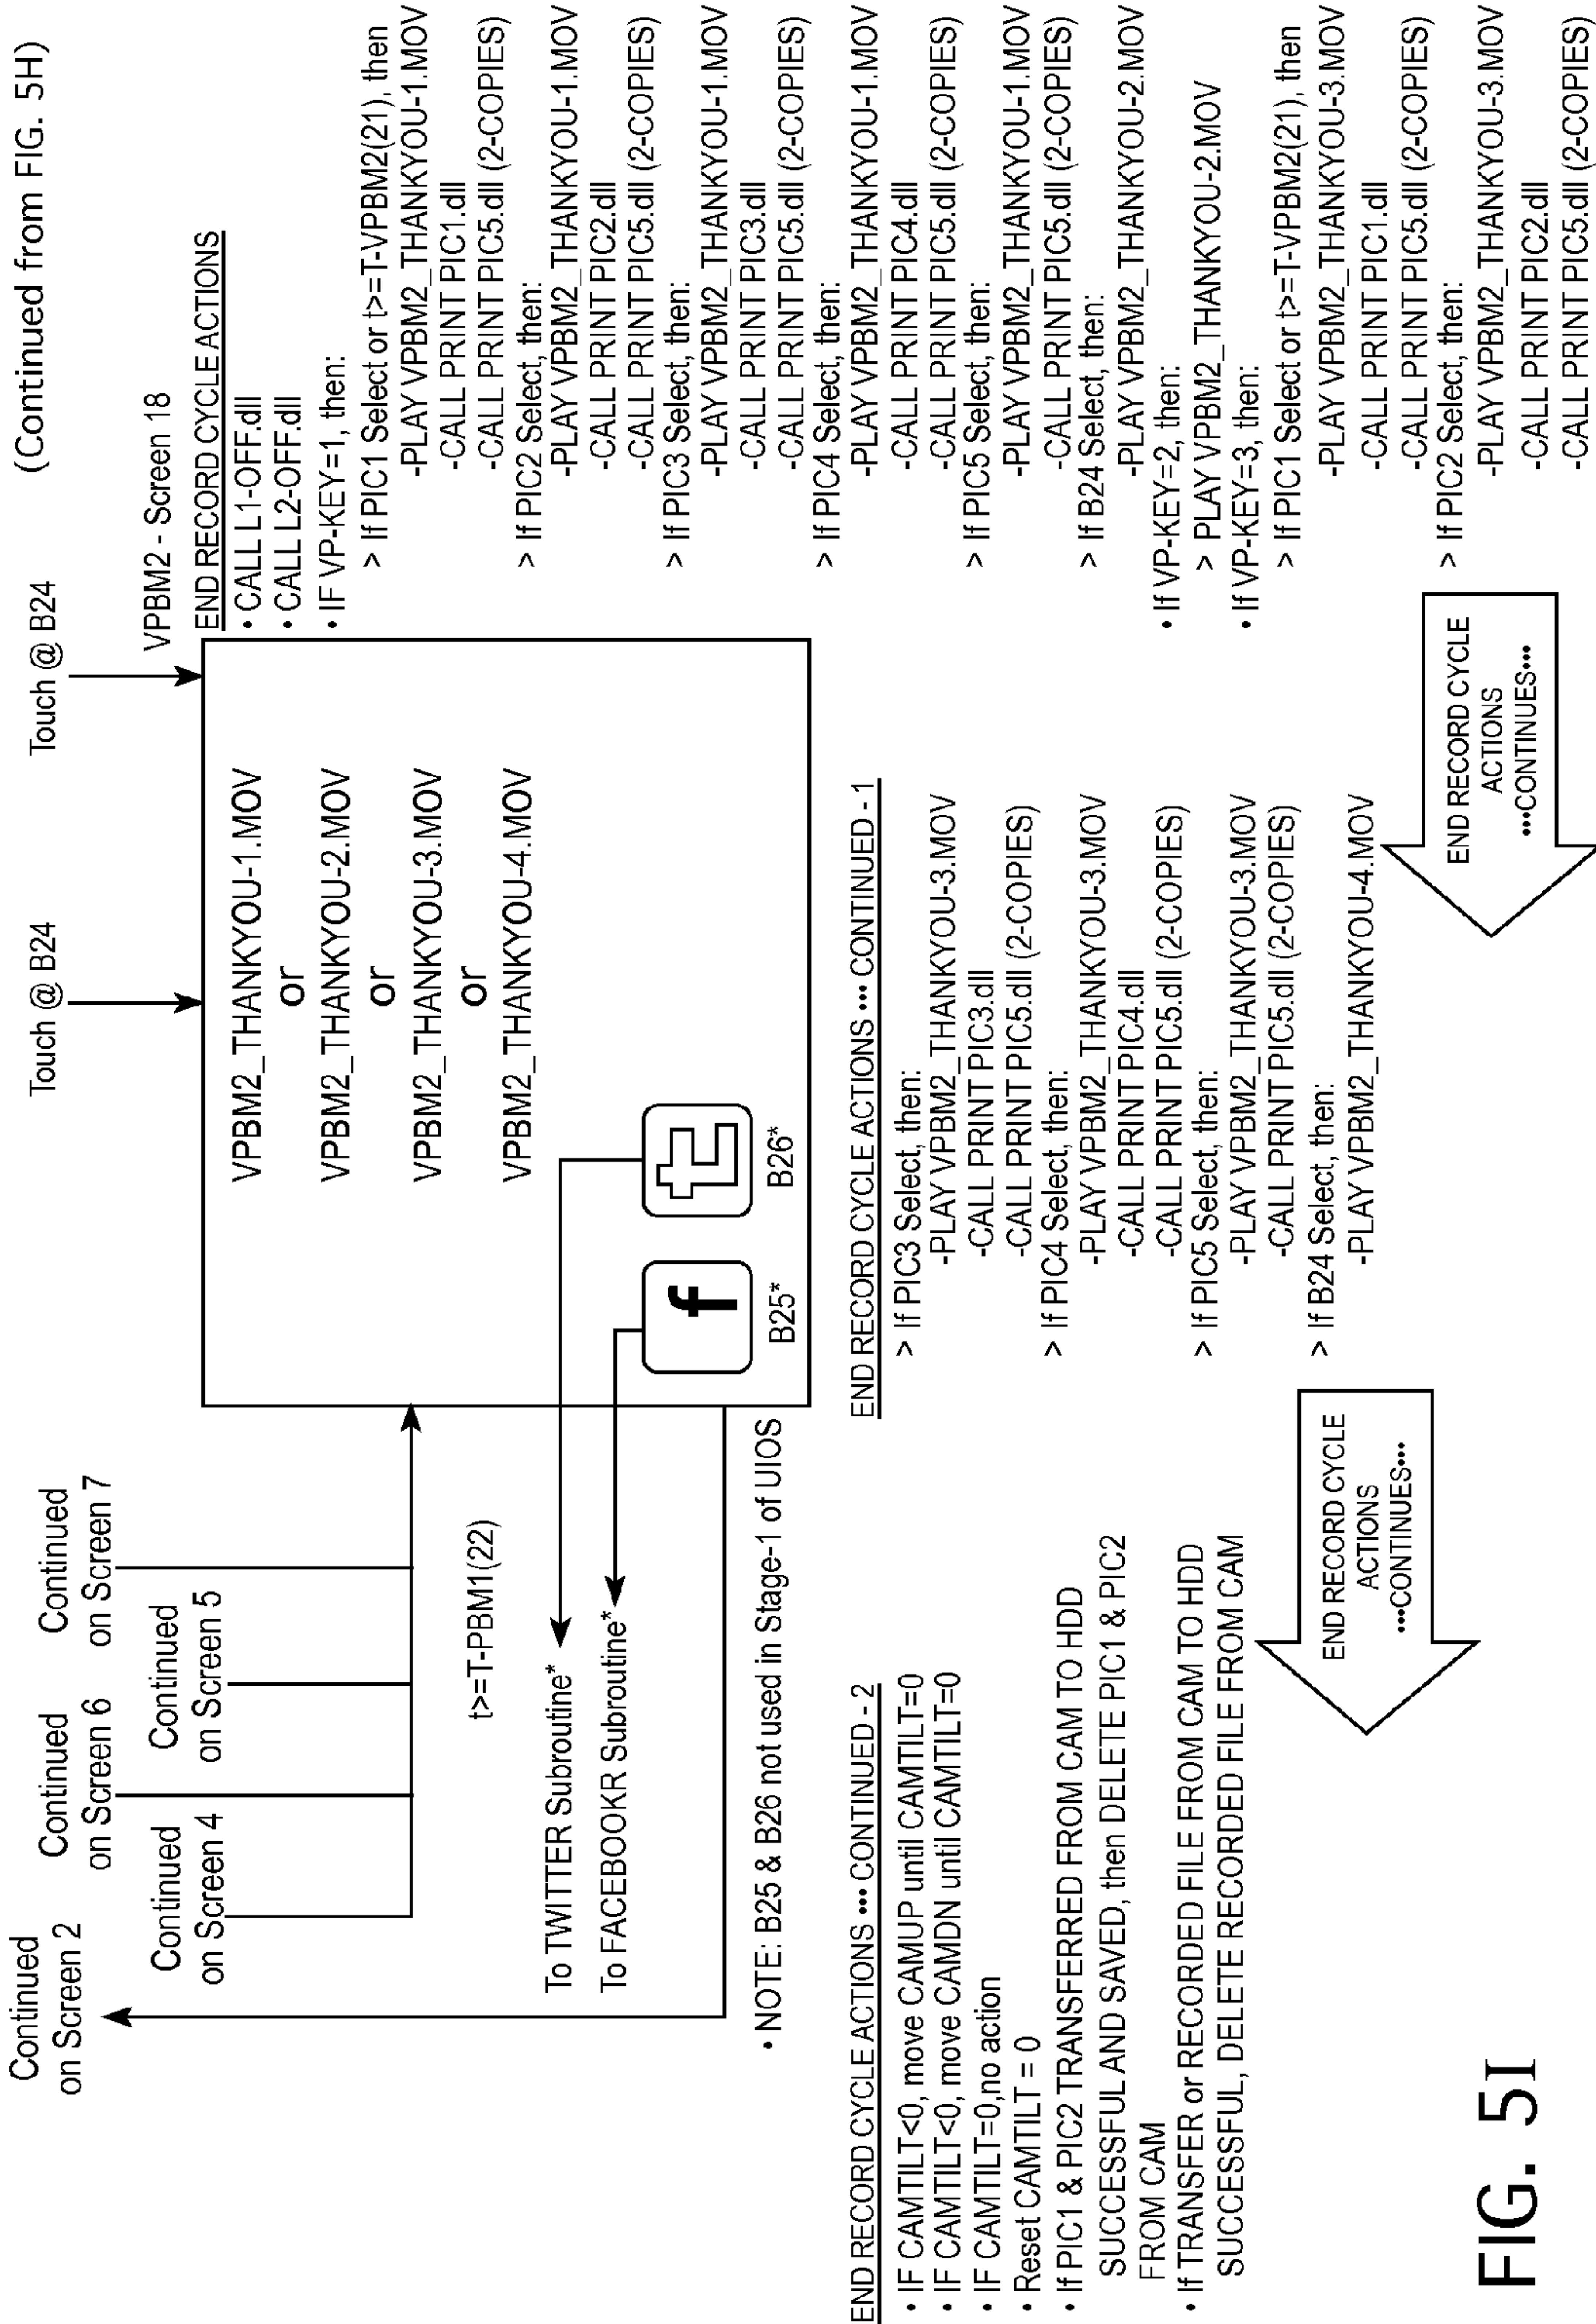 (Continued from FIG. 5H)
Touch @ B24
Touch @ B24
Continued
on Screen 2
Continued
on Screen 4
Continued
on Screen 6
Continued
on Screen 5
Continued
on Screen 7
VPBM2 - Screen 18
VPBM2_THANKYOU-1.MOV
or
VPBM2_THANKYOU-2.MOV
or
VPBM2_THANKYOU-3.MOV
or
VPBM2_THANKYOU-4.MOV
f
B25*
t
B26*
t>=T-PBM1(22)
To TWITTER Subroutine*
To FACEBOOKR Subroutine*
• NOTE: B25 & B26 not used in Stage-1 of UIOS
END RECORD CYCLE ACTIONS
• CALL L1-OFF.dll
• CALL L2-OFF.dll
• IF VP-KEY=1, then:
> If PIC1 Select or t>=T-VPBM2(21), then
-PLAY VPBM2_THANKYOU-1.MOV
-CALL PRINT PIC1.dll
-CALL PRINT PIC5.dll (2-COPIES)
> If PIC2 Select, then:
-PLAY VPBM2_THANKYOU-1.MOV
-CALL PRINT PIC2.dll
-CALL PRINT PIC5.dll (2-COPIES)
> If PIC3 Select, then:
-PLAY VPBM2_THANKYOU-1.MOV
-CALL PRINT PIC3.dll
-CALL PRINT PIC5.dll (2-COPIES)
> If PIC4 Select, then:
-PLAY VPBM2_THANKYOU-1.MOV
-CALL PRINT PIC4.dll
-CALL PRINT PIC5.dll (2-COPIES)
> If PIC5 Select, then:
-PLAY VPBM2_THANKYOU-1.MOV
-CALL PRINT PIC5.dll (2-COPIES)
> If B24 Select, then:
-PLAY VPBM2_THANKYOU-2.MOV
• If VP-KEY=2, then:
> PLAY VPBM2_THANKYOU-2.MOV
• If VP-KEY=3, then:
> If PIC1 Select or t>=T-VPBM2(21), then
-PLAY VPBM2_THANKYOU-3.MOV
-CALL PRINT PIC1.dll
-CALL PRINT PIC5.dll (2-COPIES)
> If PIC2 Select, then:
-PLAY VPBM2_THANKYOU-3.MOV
-CALL PRINT PIC2.dll
-CALL PRINT PIC5.dll (2-COPIES)
END RECORD CYCLE
ACTIONS
•••CONTINUES•••
END RECORD CYCLE ACTIONS ••• CONTINUED - 1
> If PIC3 Select, then:
-PLAY VPBM2_THANKYOU-3.MOV
-CALL PRINT PIC3.dll
-CALL PRINT PIC5.dll (2-COPIES)
> If PIC4 Select, then:
-PLAY VPBM2_THANKYOU-3.MOV
-CALL PRINT PIC4.dll
-CALL PRINT PIC5.dll (2-COPIES)
> If PIC5 Select, then:
-PLAY VPBM2_THANKYOU-3.MOV
-CALL PRINT PIC5.dll (2-COPIES)
> If B24 Select, then:
-PLAY VPBM2_THANKYOU-4.MOV
END RECORD CYCLE
ACTIONS
•••CONTINUES•••
END RECORD CYCLE ACTIONS ••• CONTINUED - 2
• IF CAMTILT<0, move CAMUP until CAMTILT=0
• IF CAMTILT<0, move CAMDN until CAMTILT=0
• IF CAMTILT=0,no action
• Reset CAMTILT = 0
• If PIC1 & PIC2 TRANSFERRED FROM CAM TO HDD
SUCCESSFUL AND SAVED, then DELETE PIC1 & PIC2
FROM CAM
• If TRANSFER or RECORDED FILE FROM CAM TO HDD
SUCCESSFUL, DELETE RECORDED FILE FROM CAM
FIG. 5I